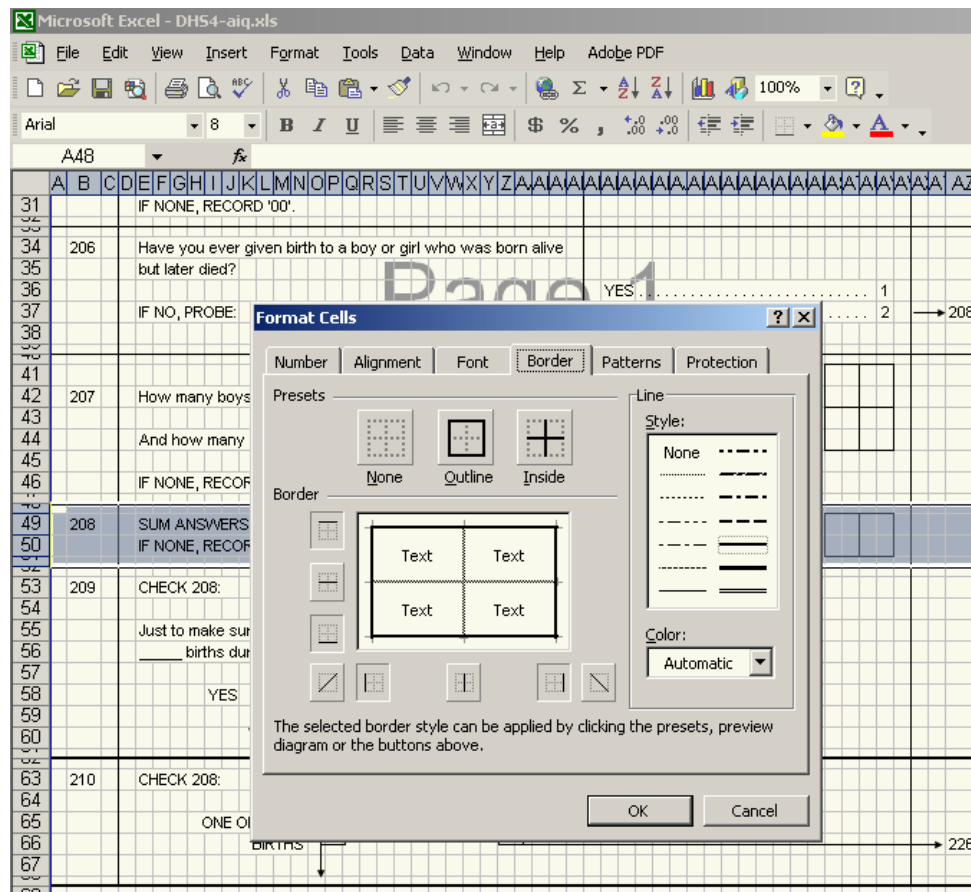 Microsoft Excel - DHS4-aiq.xls
File Edit View Insert Format Tools Data Window Help Adobe PDF
ABC Σ A Z Z A 100% ?
Arial 8 B I U $ % , .00 .00 A
A48 fx
A B C D E F G H I J K L M N O P Q R S T U V W X Y Z A A A A A A A A A A A A A A A A A A A A A A A A A AZ
31 IF NONE, RECORD '00'.
34 206 Have you ever given birth to a boy or girl who was born alive
35 but later died?
Page 1
36 YES . . . . . . . . . . . . . . . . . . . . . . . . . . 1
37 IF NO, PROBE: . . . . . 2 208
38
41
42 207 How many boys
43
44 And how many
45
46 IF NONE, RECOR
49 208 SUM ANSWERS
50 IF NONE, RECOR
53 209 CHECK 208:
54
55 Just to make sur
56 _____ births dur
57
58 YES
59
60
63 210 CHECK 208:
64
65 ONE O
66 BIRTHS 226
67
Format Cells ? X
Number Alignment Font Border Patterns Protection
Presets
None Outline Inside
Border
Text Text
Text Text
Line
Style:
None
Color:
Automatic
The selected border style can be applied by clicking the presets, preview
diagram or the buttons above.
OK Cancel